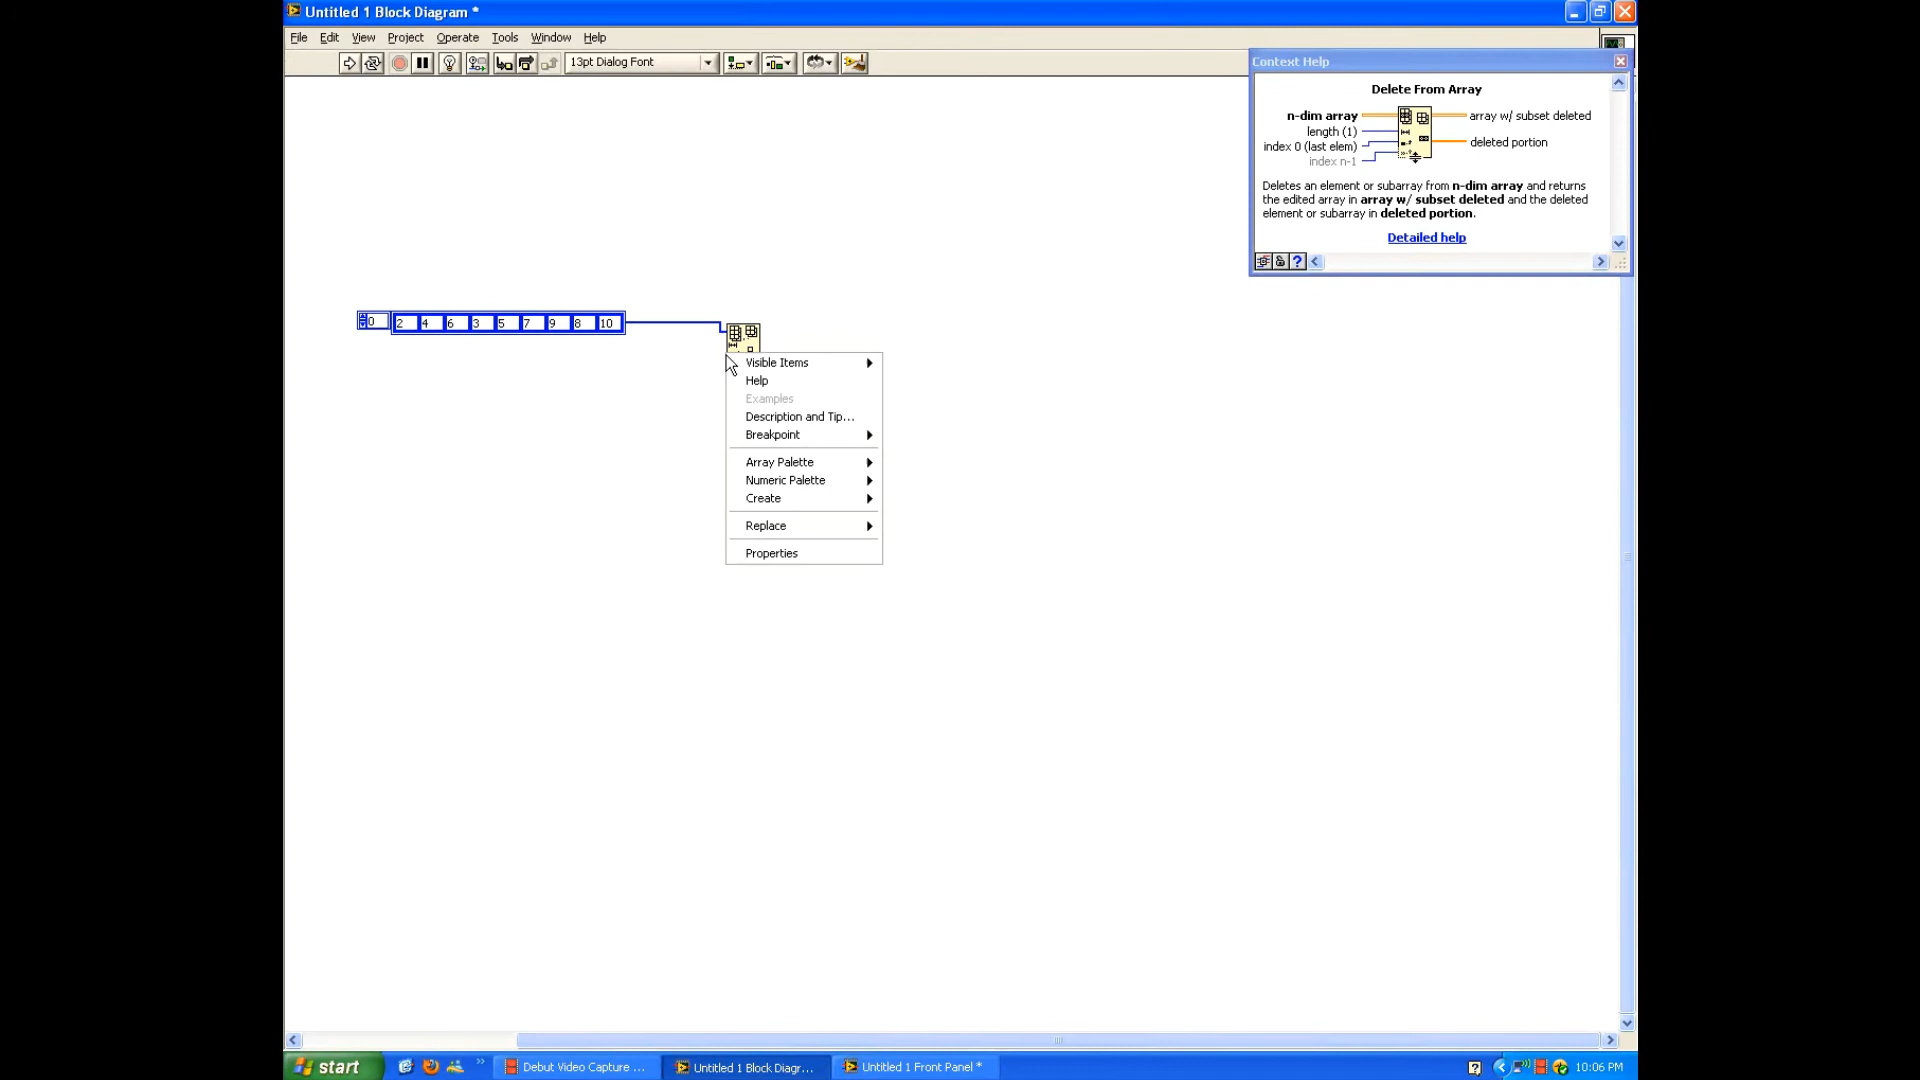 Untitled 1 Block Diagram *
File Edit View Project Operate Tools Window Help
13pt Dialog Font
Context Help
Delete From Array
n-dim array
length (1)
index 0 (last elem)
index n-1
array w/ subset deleted
deleted portion
Deletes an element or subarray from n-dim array and returns
the edited array in array w/ subset deleted and the deleted
element or subarray in deleted portion.
Detailed help
0 2 4 6 3 5 7 9 8 10
Visible Items
Help
Examples
Description and Tip...
Breakpoint
Array Palette
Numeric Palette
Create
Replace
Properties
start Debut Video Capture ... Untitled 1 Block Diagr... Untitled 1 Front Panel * 10:06 PM